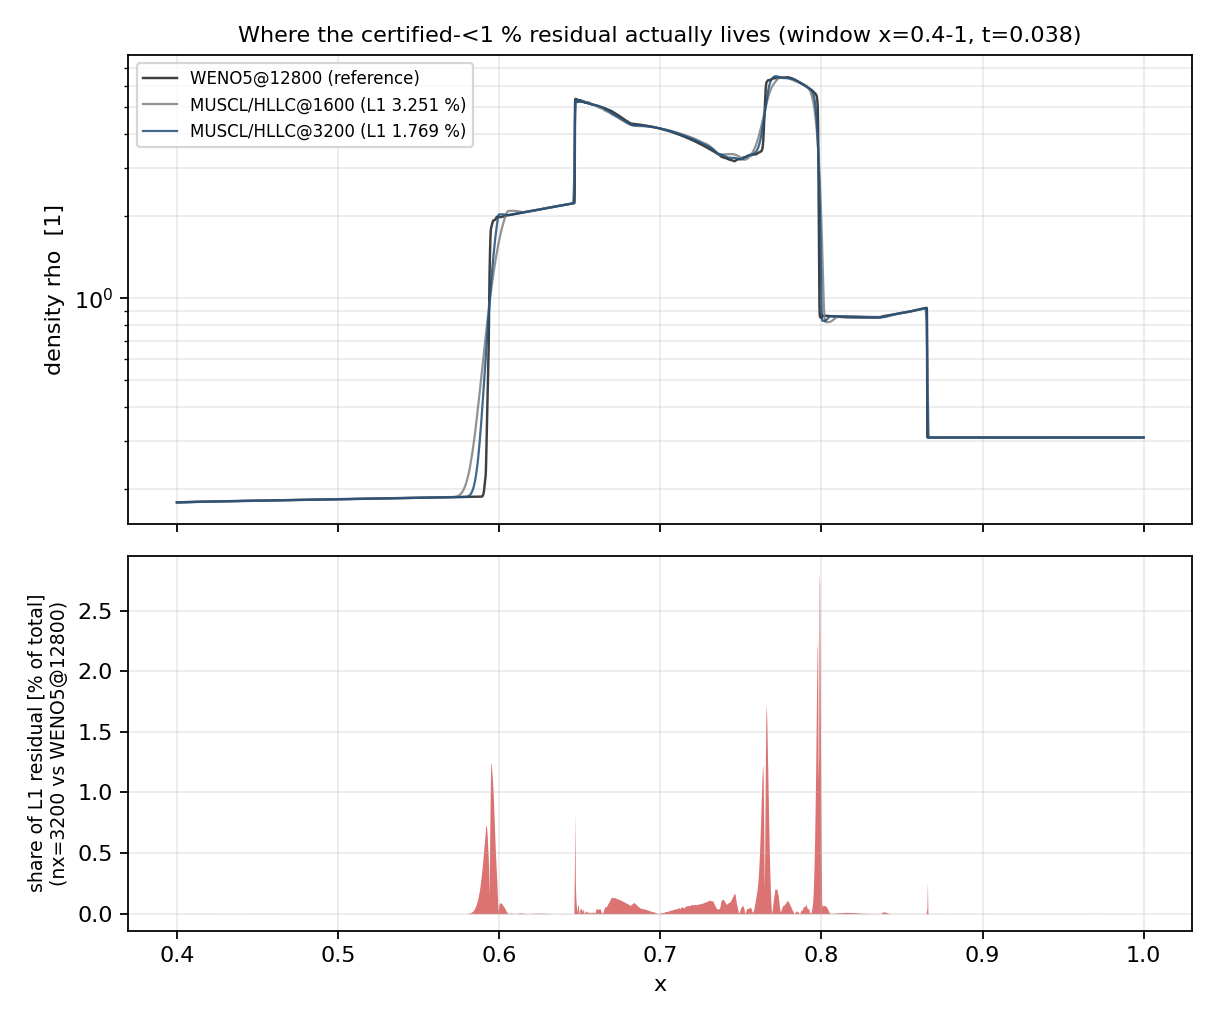 Where the certified-<1 % residual actually lives (window x=0.4-1, t=0.038)
WENO5@12800 (reference)
MUSCL/HLLC@1600 (L1 3.251 %)
MUSCL/HLLC@3200 (L1 1.769 %)
density rho  [1]
10⁰
share of L1 residual [% of total]
(nx=3200 vs WENO5@12800)
2.5
2.0
1.5
1.0
0.5
0.0
0.4
0.5
0.6
0.7
0.8
0.9
1.0
x